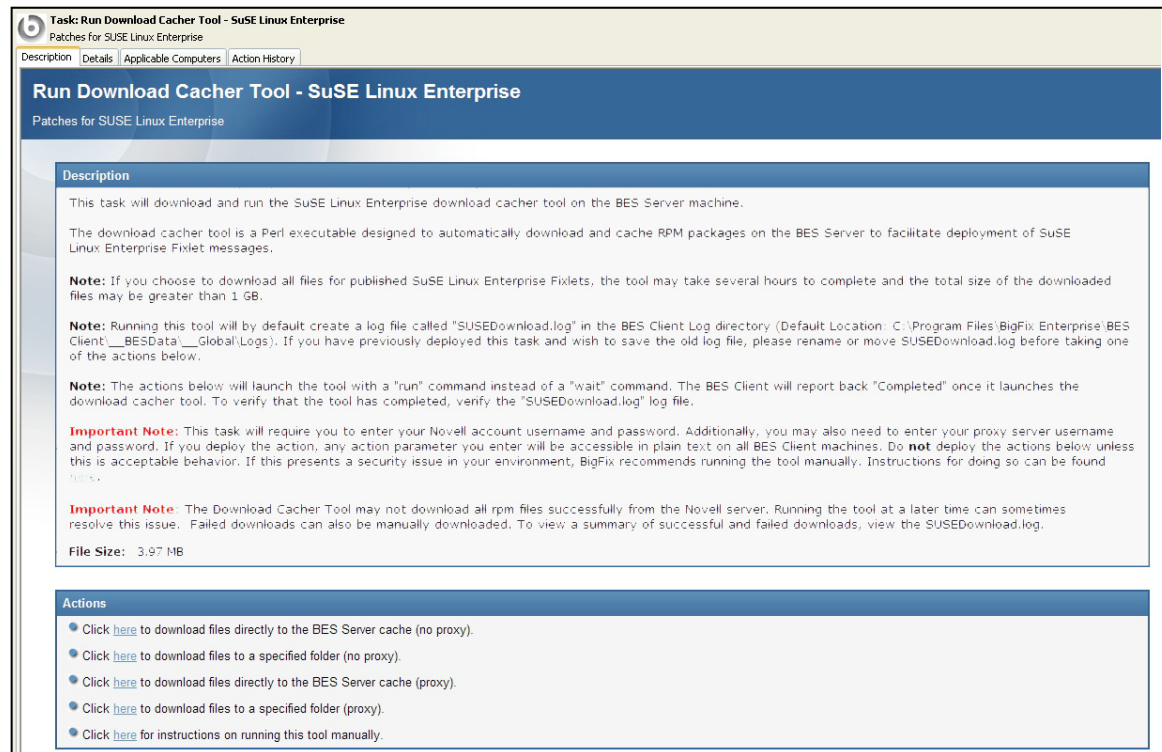 Task: Run Download Cacher Tool - SuSE Linux Enterprise
Patches for SUSE Linux Enterprise
Description Details Applicable Computers Action History
Run Download Cacher Tool - SuSE Linux Enterprise
Patches for SUSE Linux Enterprise
Description
This task will download and run the SuSE Linux Enterprise download cacher tool on the BES Server machine.
The download cacher tool is a Perl executable designed to automatically download and cache RPM packages on the BES Server to facilitate deployment of SuSE
Linux Enterprise Fixlet messages.
Note: If you choose to download all files for published SuSE Linux Enterprise Fixlets, the tool may take several hours to complete and the total size of the downloaded
files may be greater than 1 GB.
Note: Running this tool will by default create a log file called "SUSEDownload.log" in the BES Client Log directory (Default Location: C:\Program Files\BigFix Enterprise\BES
Client\__BESData\__Global\Logs). If you have previously deployed this task and wish to save the old log file, please rename or move SUSEDownload.log before taking one
of the actions below.
Note: The actions below will launch the tool with a "run" command instead of a "wait" command. The BES Client will report back "Completed" once it launches the
download cacher tool. To verify that the tool has completed, verify the "SUSEDownload.log" log file.
Important Note: This task will require you to enter your Novell account username and password. Additionally, you may also need to enter your proxy server username
and password. If you deploy the action, any action parameter you enter will be accessible in plain text on all BES Client machines. Do not deploy the actions below unless
this is acceptable behavior. If this presents a security issue in your environment, BigFix recommends running the tool manually. Instructions for doing so can be found
Important Note: The Download Cacher Tool may not download all rpm files successfully from the Novell server. Running the tool at a later time can sometimes
resolve this issue. Failed downloads can also be manually downloaded. To view a summary of successful and failed downloads, view the SUSEDownload.log.
File Size: 3.97 MB
Actions
Click here to download files directly to the BES Server cache (no proxy).
Click here to download files to a specified folder (no proxy).
Click here to download files directly to the BES Server cache (proxy).
Click here to download files to a specified folder (proxy).
Click here for instructions on running this tool manually.